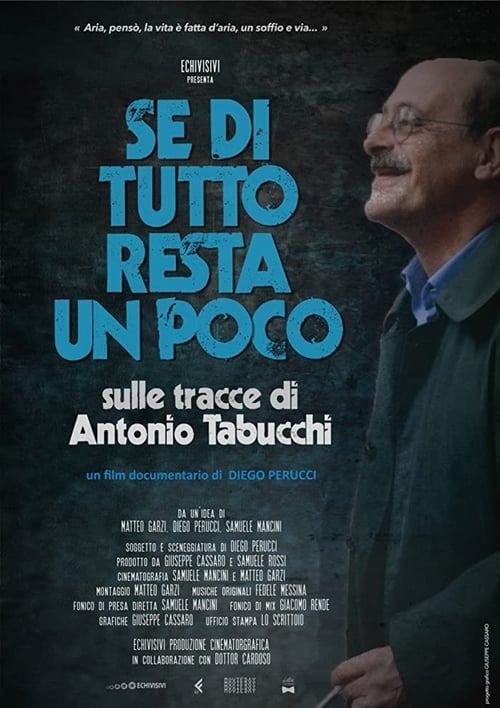 « Aria, pensò, la vita è fatta d'aria, un soffio e via... »
ECHIVISIVI
PRESENTA
SE DI
TUTTO
RESTA
UN POCO
sulle tracce di
Antonio Tabucchi
un film documentario di DIEGO PERUCCI
DA UN'IDEA DI
MATTEO GARZI, DIEGO PERUCCI, SAMUELE MANCINI
SOGGETTO E SCENEGGIATURA DI DIEGO PERUCCI
PRODOTTO DA GIUSEPPE CASSARO E SAMUELE ROSSI
CINEMATOGRAFIA SAMUELE MANCINI E MATTEO GARZI
MONTAGGIO MATTEO GARZI MUSICHE ORIGINALI FEDELE MESSINA
FONICO DI PRESA DIRETTA SAMUELE MANCINI FONICO DI MIX GIACOMO RENDE
GRAFICHE GIUSEPPE CASSARO UFFICIO STAMPA LO SCRITTOIO
ECHIVISIVI PRODUZIONE CINEMATORGRAFICA
IN COLLABORAZIONE CON DOTTOR CARDOSO
ECHIVISIVI
progetto grafico GIUSEPPE CASSARO